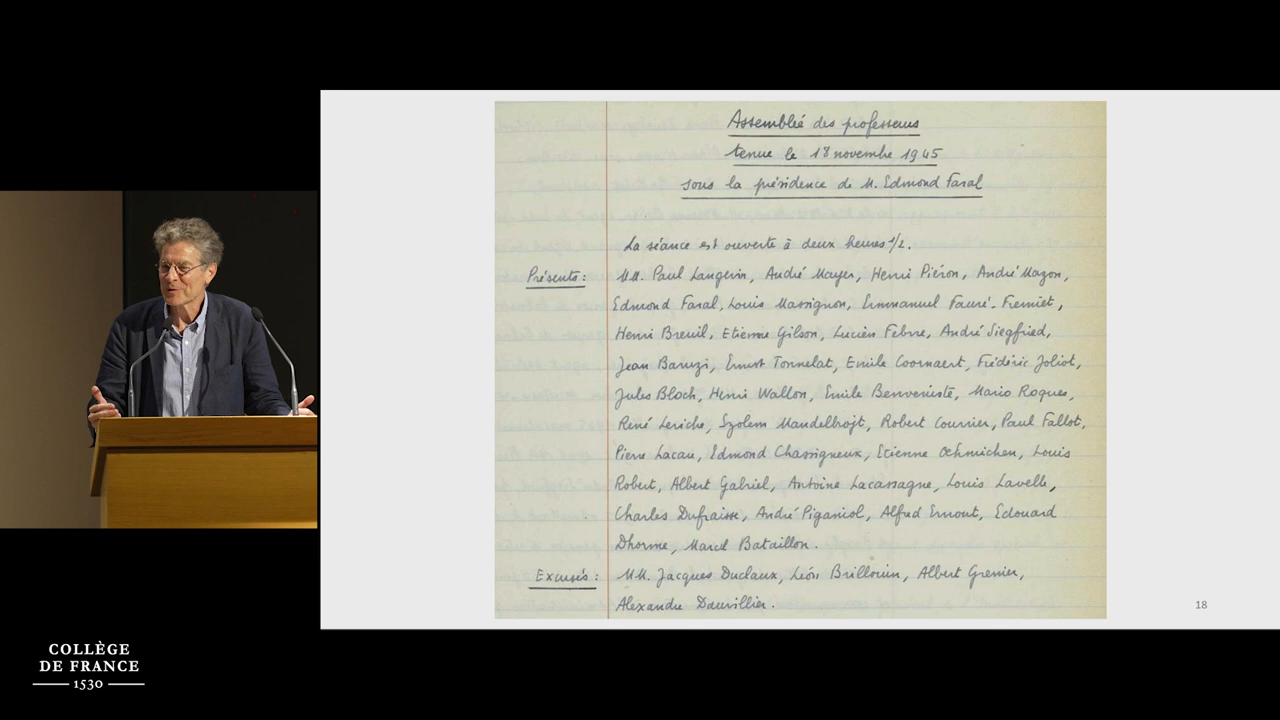 Assemblée des professeurs
tenue le 18 novembre 1945
sous la présidence de M. Edmond Faral
La séance est ouverte à deux heures 1/2.
Présents : MM. Paul Langevin, André Mayer, Henri Piéron, André Mazon,
Edmond Faral, Louis Massignon, Emmanuel Fauré-Fremiet,
Henri Breuil, Etienne Gilson, Lucien Febvre, André Siegfried,
Jean Baruzi, Ernest Tonnelat, Emile Coornaert, Frédéric Joliot,
Jules Bloch, Henri Wallon, Emile Benveniste, Mario Roques,
René Leriche, Szolem Mandelbrojt, Robert Courrier, Paul Fallot,
Pierre Lacau, Edmond Chassigneux, Etienne Œhmichen, Louis
Robert, Albert Gabriel, Antoine Lacassagne, Louis Lavelle,
Charles Dufraisse, André Piganiol, Alfred Ernout, Edouard
Dhorme, Marcel Bataillon.
Excusés : MM. Jacques Duclaux, Léon Brillouin, Albert Grenier,
Alexandre Dauvillier.
18
COLLÈGE
DE FRANCE
1530